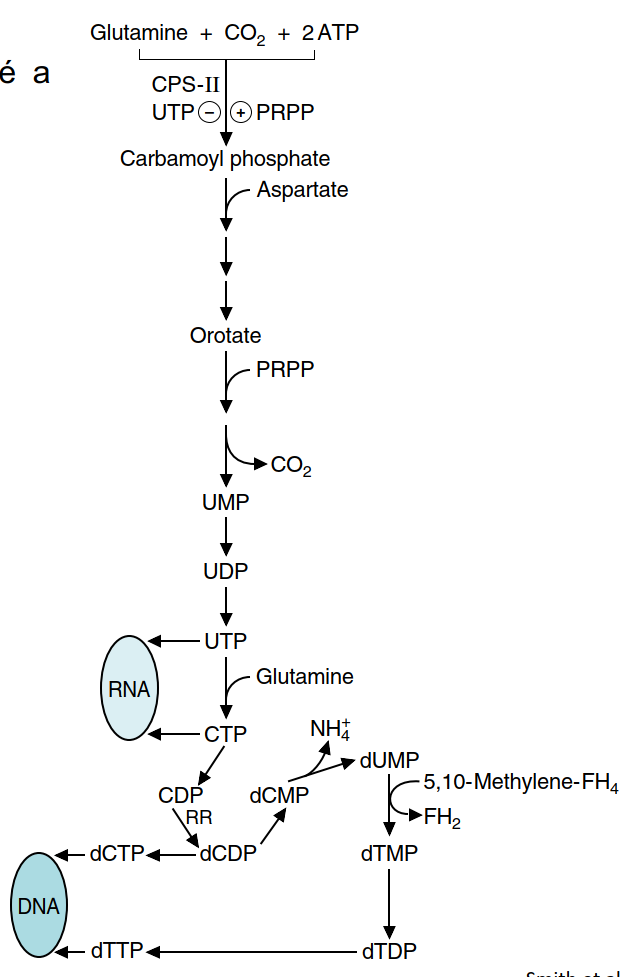 Glutamine + CO₂ + 2 ATP
é a
CPS-II
UTP ⊖ ⊕ PRPP
Carbamoyl phosphate
Aspartate
Orotate
PRPP
CO₂
UMP
UDP
UTP
Glutamine
RNA
CTP
NH₄⁺
dUMP
5,10-Methylene-FH₄
CDP
dCMP
RR
FH₂
dCTP
dCDP
dTMP
DNA
dTTP
dTDP